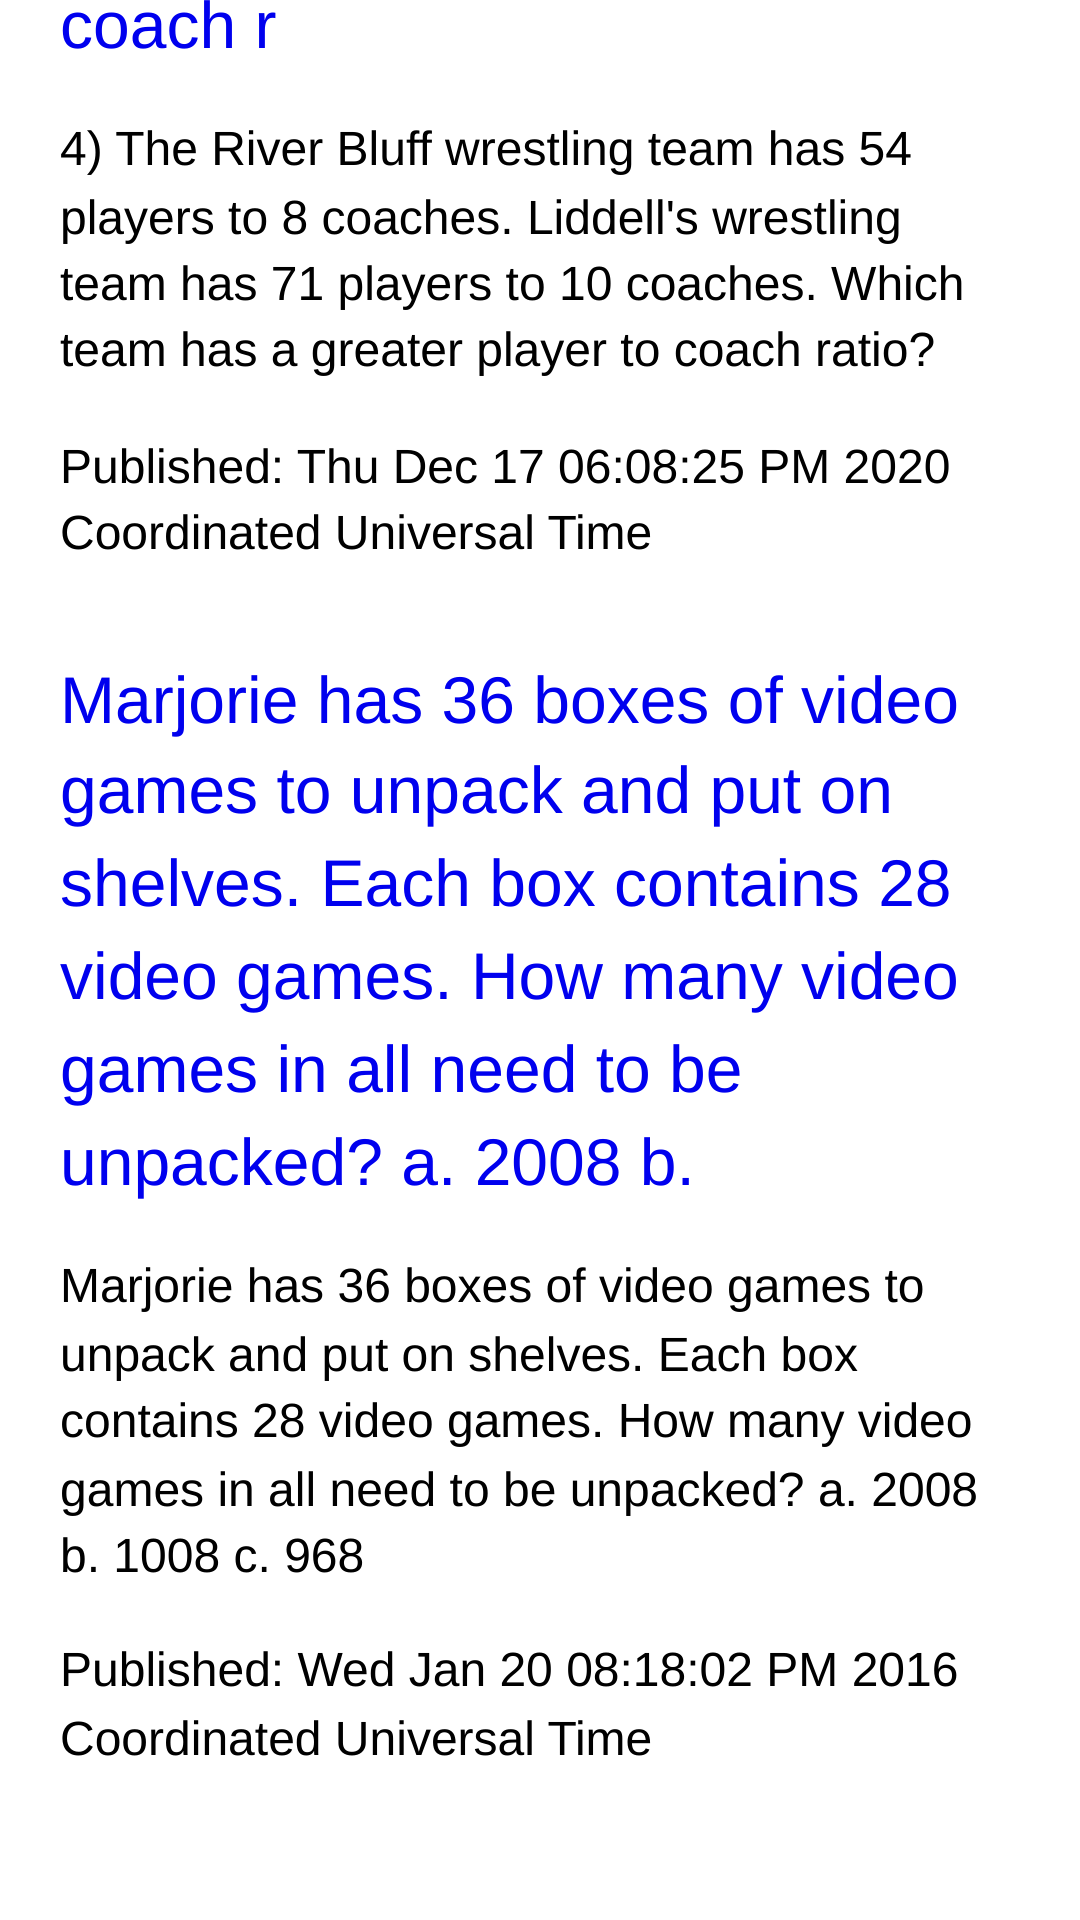 coach r
4) The River Bluff wrestling team has 54
players to 8 coaches. Liddell's wrestling
team has 71 players to 10 coaches. Which
team has a greater player to coach ratio?
Published: Thu Dec 17 06:08:25 PM 2020
Coordinated Universal Time
Marjorie has 36 boxes of video
games to unpack and put on
shelves. Each box contains 28
video games. How many video
games in all need to be
unpacked? a. 2008 b.
Marjorie has 36 boxes of video games to
unpack and put on shelves. Each box
contains 28 video games. How many video
games in all need to be unpacked? a. 2008
b. 1008 c. 968
Published: Wed Jan 20 08:18:02 PM 2016
Coordinated Universal Time